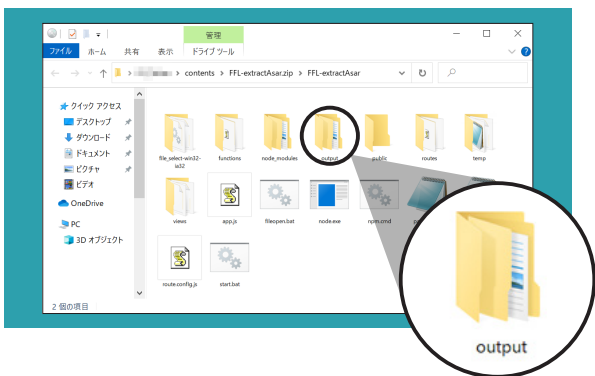 管理
ファイル ホーム 共有 表示 ドライブ ツール
contents > FFL-extractAsar.zip > FFL-extractAsar
クイック アクセス
デスクトップ
ダウンロード
ドキュメント
ピクチャ
ビデオ
OneDrive
PC
3D オブジェクト
file_select-win32-
ia32
functions
node_modules
output
public
routes
temp
views
app.js
fileopen.bat
node.exe
npm.cmd
route.config.js
start.bat
2 個の項目
output